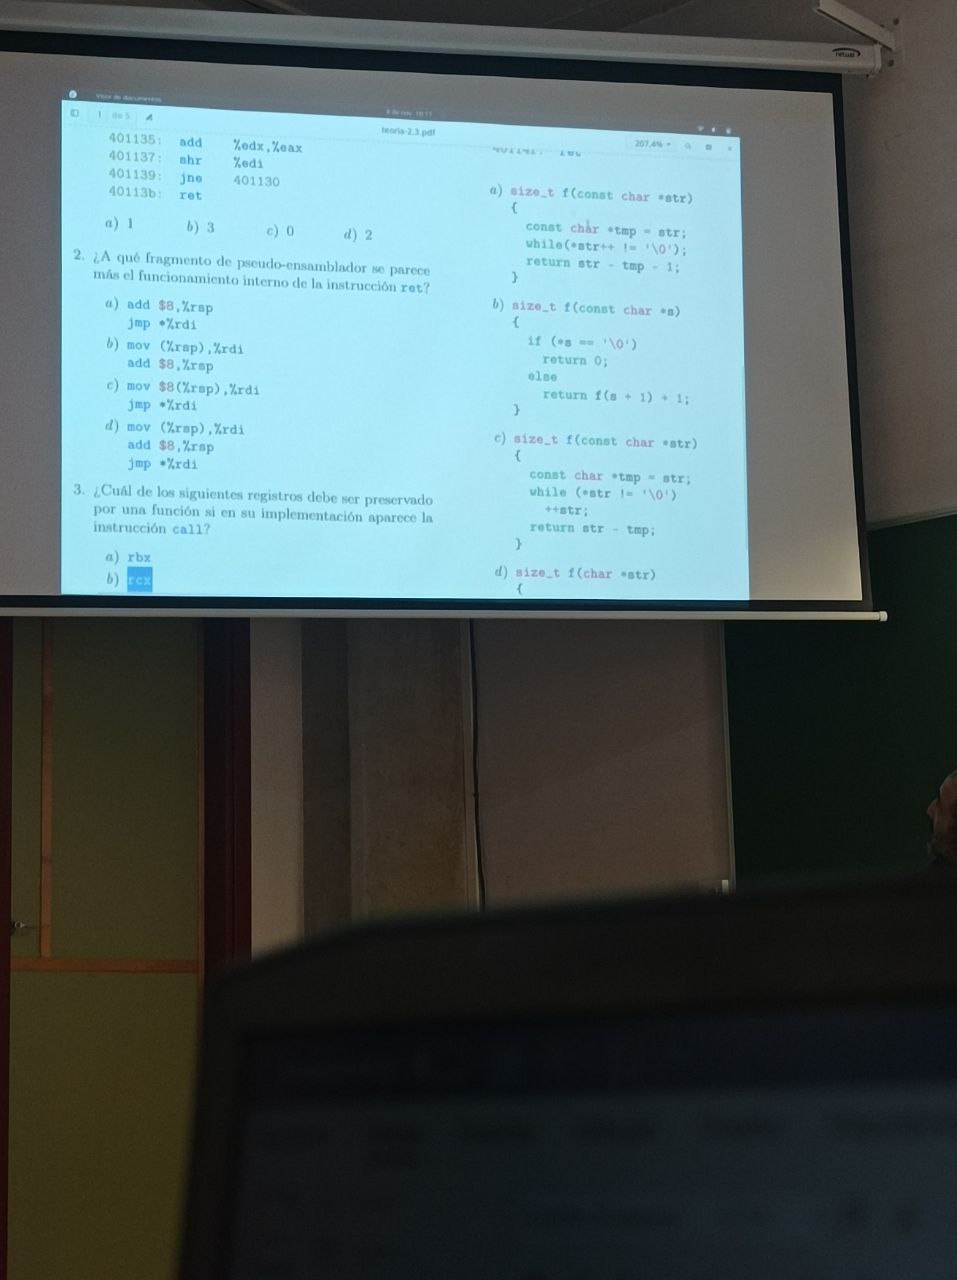 Visor de documentos
8 de nov 10:11
1 de 5
teoria-2.3.pdf
207,4%
401135: add %edx,%eax
401137: shr %edi
401139: jne 401130
40113b: ret
a) 1 b) 3 c) 0 d) 2
2. ¿A qué fragmento de pseudo-ensamblador se parece
más el funcionamiento interno de la instrucción ret?
a) add $8,%rsp
jmp *%rdi
b) mov (%rsp),%rdi
add $8,%rsp
c) mov $8(%rsp),%rdi
jmp *%rdi
d) mov (%rsp),%rdi
add $8,%rsp
jmp *%rdi
3. ¿Cuál de los siguientes registros debe ser preservado
por una función si en su implementación aparece la
instrucción call?
a) rbx
b) rcx
a) size_t f(const char *str)
{
const char *tmp = str;
while(*str++ != '\0');
return str - tmp - 1;
}
b) size_t f(const char *s)
{
if (*s == '\0')
return 0;
else
return f(s + 1) + 1;
}
c) size_t f(const char *str)
{
const char *tmp = str;
while (*str != '\0')
++str;
return str - tmp;
}
d) size_t f(char *str)
{